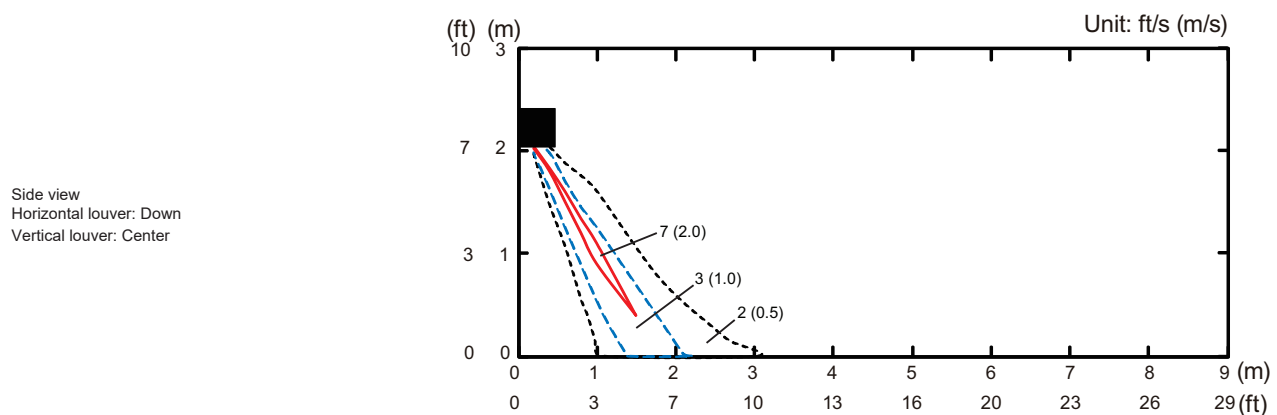 Unit: ft/s (m/s)
(ft) (m)
10 3
7 2
Side view
Horizontal louver: Down
Vertical louver: Center
7 (2.0)
3 1
3 (1.0)
2 (0.5)
0 0
0 1 2 3 4 5 6 7 8 9 (m)
0 3 7 10 13 16 20 23 26 29 (ft)